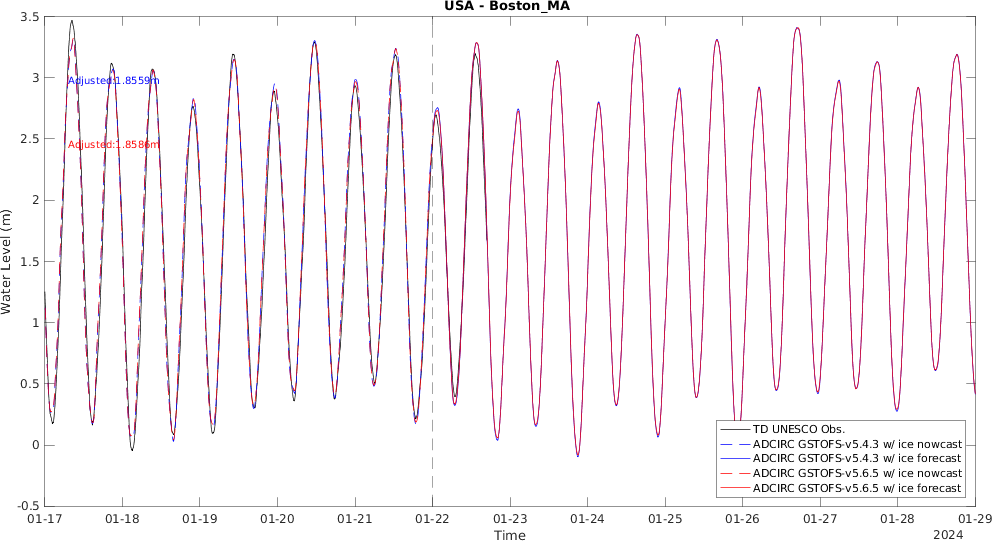 USA - Boston_MA
3.5
3
2.5
2
1.5
1
0.5
0
-0.5
Water Level (m)
Adjusted:1.8559m
Adjusted:1.8586m
TD UNESCO Obs.
ADCIRC GSTOFS-v5.4.3 w/ ice nowcast
ADCIRC GSTOFS-v5.4.3 w/ ice forecast
ADCIRC GSTOFS-v5.6.5 w/ ice nowcast
ADCIRC GSTOFS-v5.6.5 w/ ice forecast
01-17 01-18 01-19 01-20 01-21 01-22 01-23 01-24 01-25 01-26 01-27 01-28 01-29
Time
2024